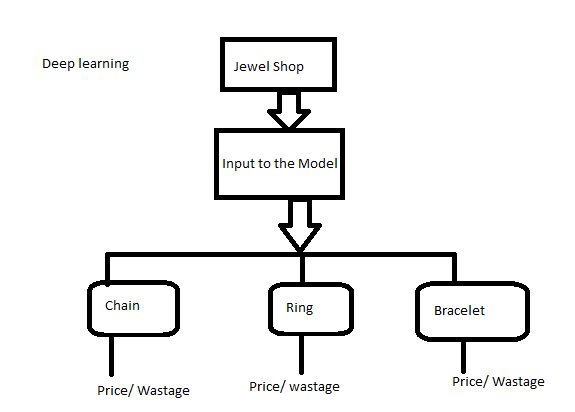 Deep learning
Jewel Shop
Input to the Model
Chain
Ring
Bracelet
Price/ Wastage
Price/ wastage
Price/ Wastage